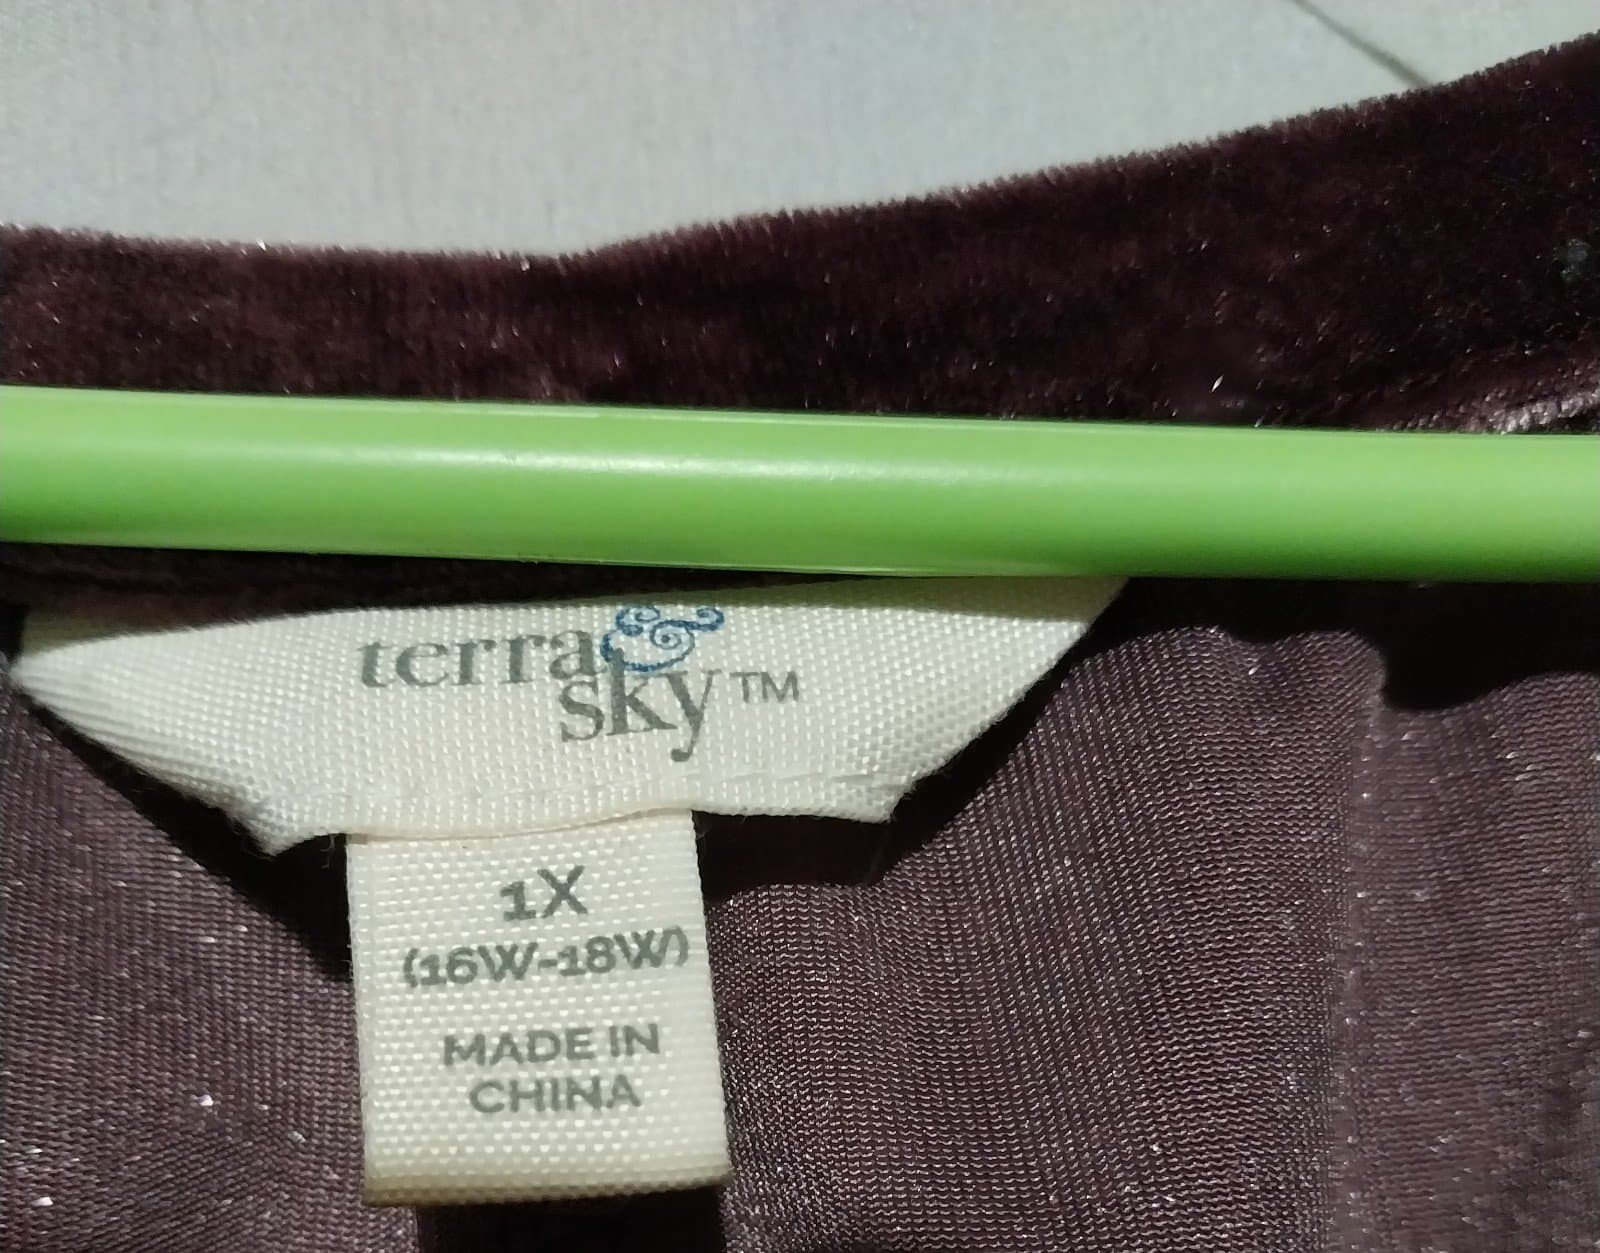 terra &
sky™
1X
(16W-18W)
MADE IN
CHINA